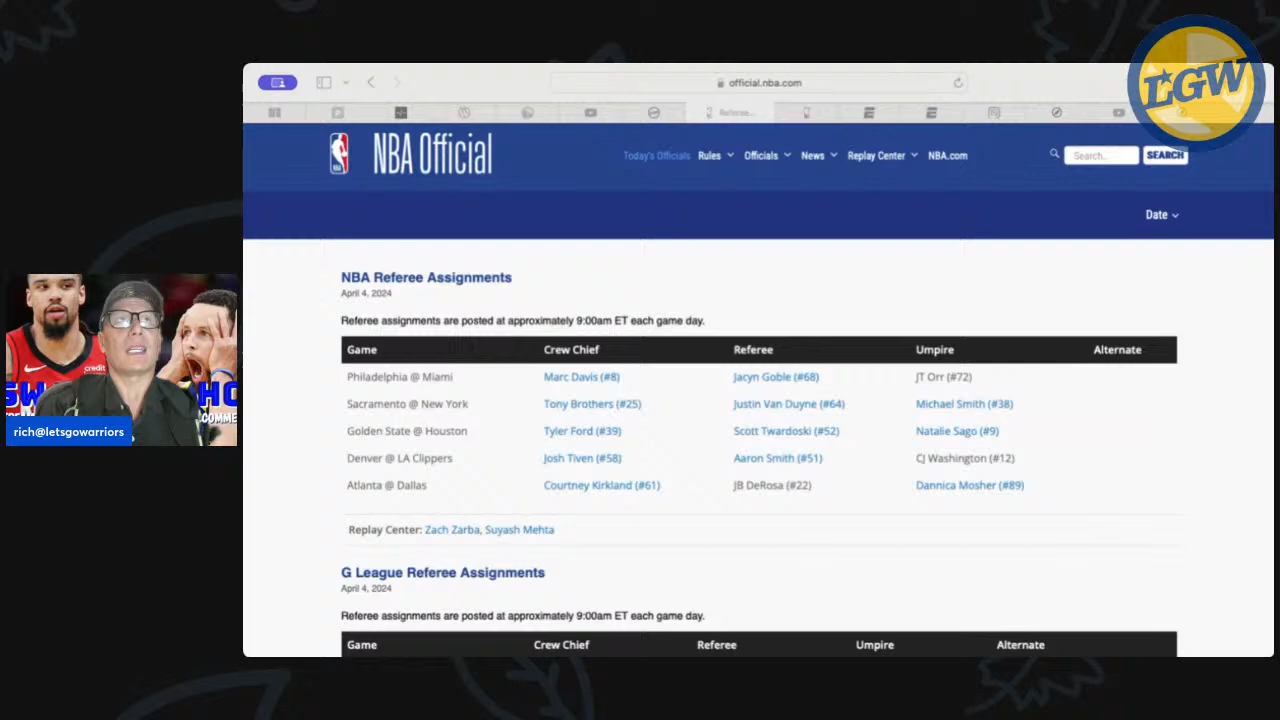 LGW
official.nba.com
Referee...
NBA Official
Today's Officials Rules Officials News Replay Center NBA.com Search... SEARCH
Date
NBA Referee Assignments
April 4, 2024
Referee assignments are posted at approximately 9:00am ET each game day.
Game Crew Chief Referee Umpire Alternate
Philadelphia @ Miami Marc Davis (#8) Jacyn Goble (#68) JT Orr (#72)
Sacramento @ New York Tony Brothers (#25) Justin Van Duyne (#64) Michael Smith (#38)
Golden State @ Houston Tyler Ford (#39) Scott Twardoski (#52) Natalie Sago (#9)
Denver @ LA Clippers Josh Tiven (#58) Aaron Smith (#51) CJ Washington (#12)
Atlanta @ Dallas Courtney Kirkland (#61) JB DeRosa (#22) Dannica Mosher (#89)
Replay Center: Zach Zarba, Suyash Mehta
G League Referee Assignments
April 4, 2024
Referee assignments are posted at approximately 9:00am ET each game day.
Game Crew Chief Referee Umpire Alternate
credit
rich@letsgowarriors